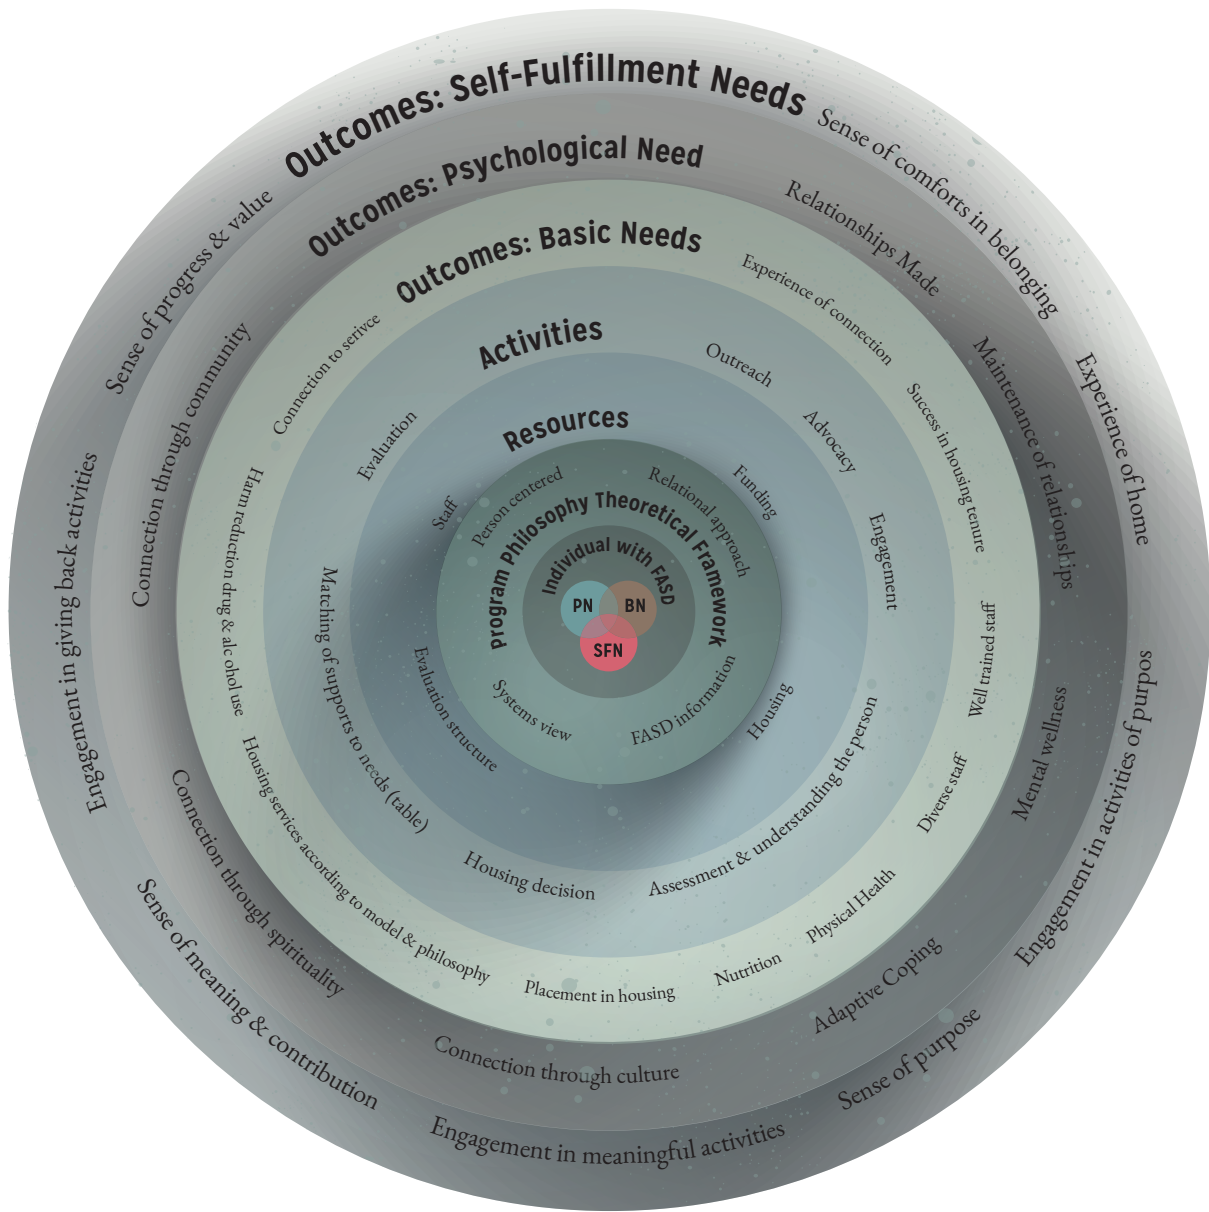 Outcomes: Self-Fulfillment Needs
Sense of comforts in belonging
Experience of home
Engagement in activities of purpos
Sense of purpose
Engagement in meaningful activities
Sense of meaning & contribution
Engagement in giving back activities
Sense of progress & value
Outcomes: Psychological Need
Relationships Made
Maintenance of relationships
Mental wellness
Adaptive Coping
Connection through culture
Connection through spirituality
Connection through community
Outcomes: Basic Needs
Experience of connection
Success in housing tenure
Well trained staff
Diverse staff
Physical Health
Nutrition
Placement in housing
Housing services according to model & philosophy
Harm reduction drug & alc ohol use
Connection to serivce
Activities
Outreach
Advocacy
Engagement
Assessment & understanding the person
Housing decision
Matching of supports to needs (table)
Evaluation
Resources
Funding
Housing
Evaluation structure
Staff
Program Philosophy Theoretical Framework
Person centered
Relational approach
FASD information
Systems view
Individual with FASD
PN
BN
SFN